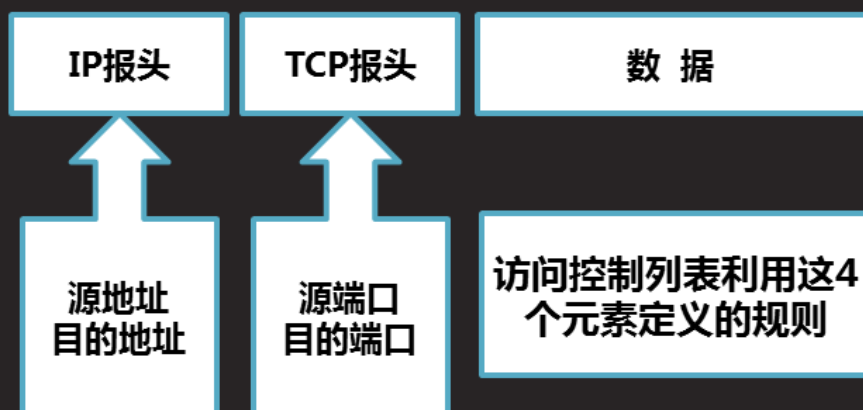 IP报头
TCP报头
数 据
源地址
目的地址
源端口
目的端口
访问控制列表利用这4
个元素定义的规则